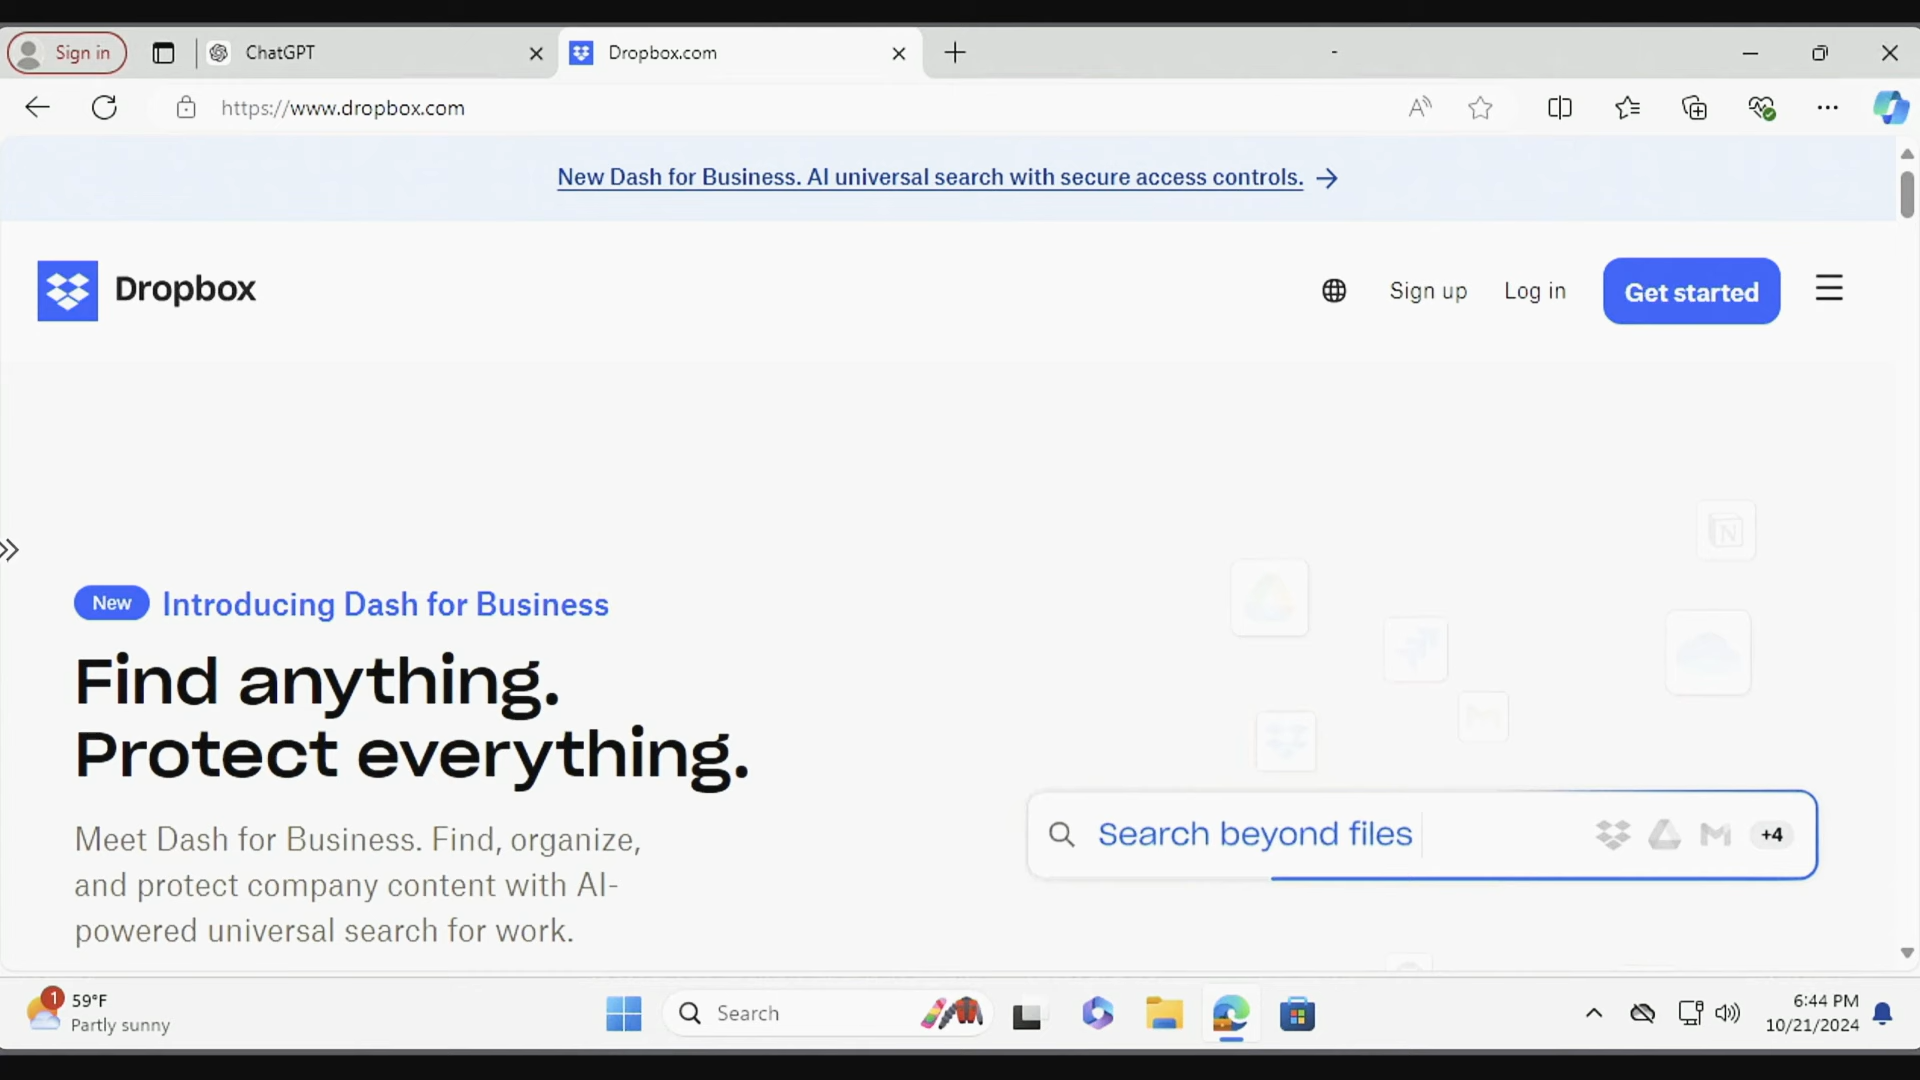 Sign in
ChatGPT
Dropbox.com
https://www.dropbox.com
New Dash for Business. AI universal search with secure access controls. →
Dropbox
Sign up
Log in
Get started
New
Introducing Dash for Business
Find anything.
Protect everything.
Meet Dash for Business. Find, organize,
and protect company content with AI-
powered universal search for work.
Search beyond files
+4
1
59°F
Partly sunny
Search
6:44 PM
10/21/2024